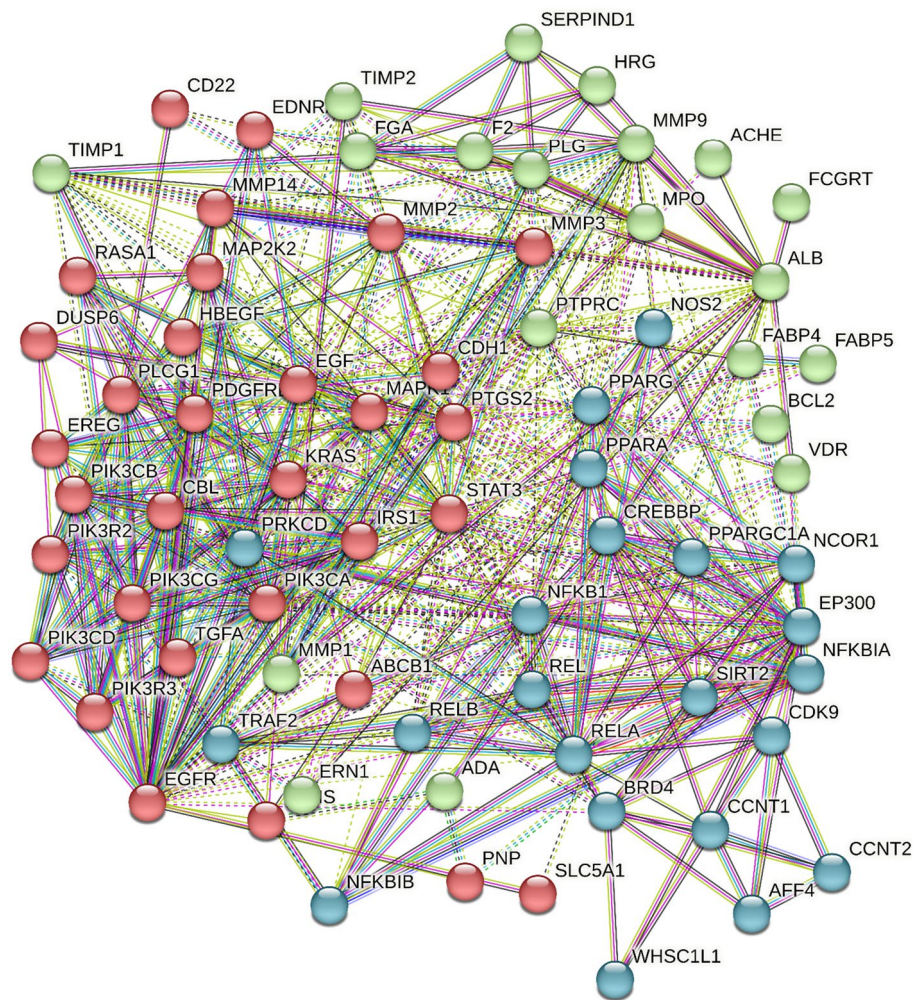 SERPIND1
HRG
CD22
TIMP2
EDNR
MMP9
FGA
F2
ACHE
TIMP1
PLG
FCGRT
MMP14
MPO
MMP2
MMP3
RASA1
MAP2K2
ALB
PTPRC
NOS2
DUSP6
HBEGF
FABP4
FABP5
CDH1
EGF
PLCG1
PDGFR
MAPK1
PTGS2
PPARG
BCL2
EREG
PPARA
VDR
PIK3CB
KRAS
CBL
STAT3
PIK3R2
PRKCD
IRS1
CREBBP
PPARGC1A
NCOR1
PIK3CG
PIK3CA
NFKB1
EP300
PIK3CD
TGFA
MMP1
NFKBIA
ABCB1
REL
SIRT2
PIK3R3
TRAF2
RELB
RELA
CDK9
EGFR
ERN1
ADA
BRD4
IS
CCNT1
CCNT2
PNP
SLC5A1
NFKBIB
AFF4
WHSC1L1